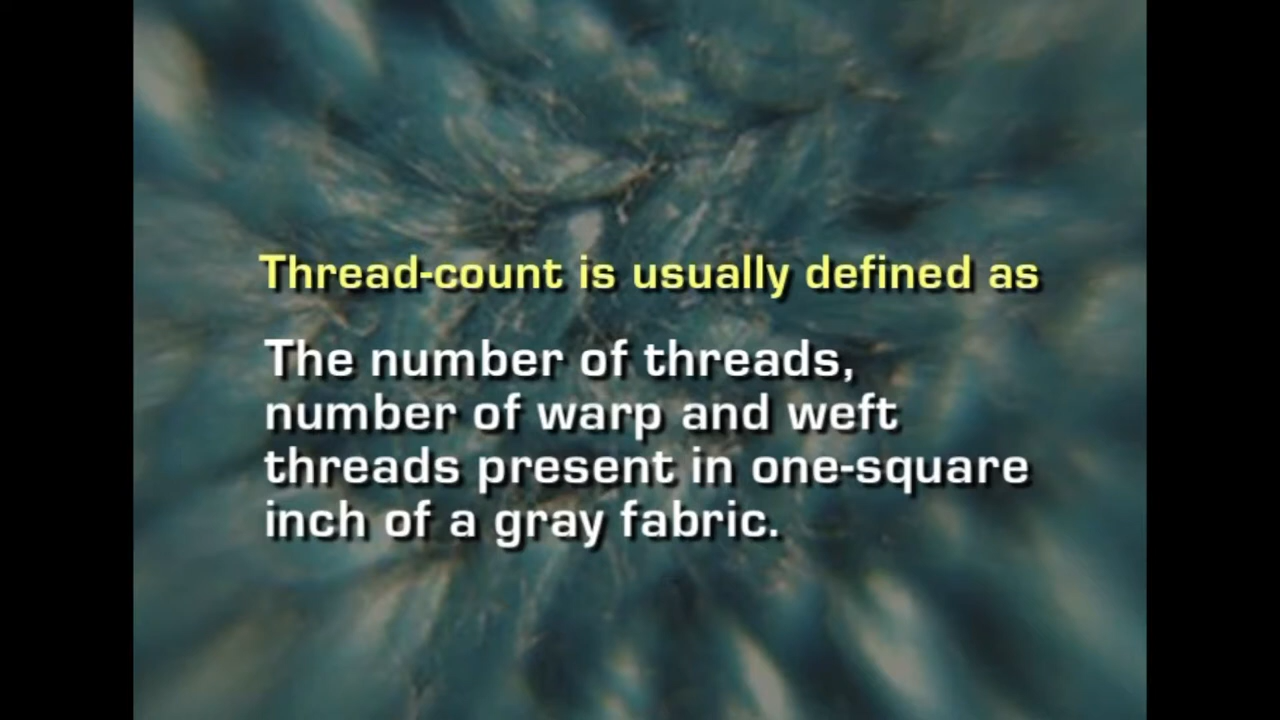 Thread-count is usually defined as
The number of threads,
number of warp and weft
threads present in one-square
inch of a gray fabric.